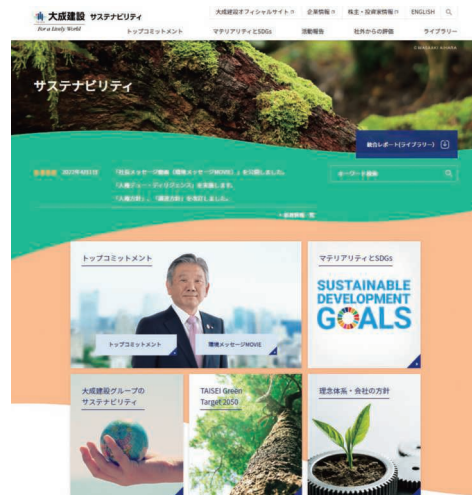 大成建設 サステナビリティ
For a Lively World
大成建設オフィシャルサイト 企業情報 株主・投資家情報 ENGLISH
トップコミットメント マテリアリティとSDGs 活動報告 社外からの評価 ライブラリー
サステナビリティ
統合レポート(ライブラリー)
「社長メッセージ動画(環境メッセージMOVIE)」を公開しました。
「人権デュー・ディリジェンス」を実施します。
「人権方針」、「調達方針」を改訂しました。
キーワード検索
トップコミットメント
トップコミットメント 環境メッセージMOVIE
マテリアリティとSDGs
SUSTAINABLE
DEVELOPMENT
GOALS
大成建設グループの
サステナビリティ
TAISEI Green
Target 2050
理念体系・会社の方針